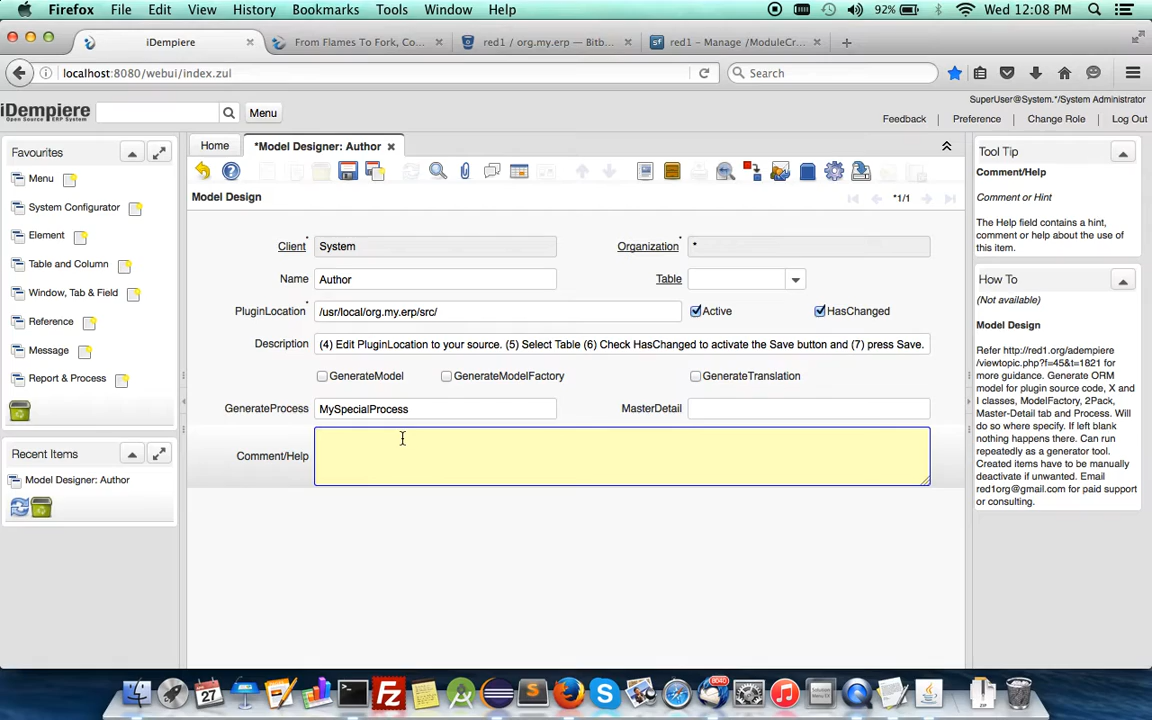 Firefox File Edit View History Bookmarks Tools Window Help 92% Wed 12:08 PM
iDempiere From Flames To Fork, Co... red1 / org.my.erp — Bitb... red1 - Manage /ModuleCr...
localhost:8080/webui/index.zul Search
SuperUser@System.*/System Administrator
iDempiere Menu Feedback Preference Change Role Log Out
Open Source ERP System
Favourites
Menu
System Configurator
Element
Table and Column
Window, Tab & Field
Reference
Message
Report & Process
Recent Items
Model Designer: Author
Home *Model Designer: Author
Model Design *1/1
Client System Organization *
Name Author Table
PluginLocation /usr/local/org.my.erp/src/ Active HasChanged
Description (4) Edit PluginLocation to your source. (5) Select Table (6) Check HasChanged to activate the Save button and (7) press Save.
GenerateModel GenerateModelFactory GenerateTranslation
GenerateProcess MySpecialProcess MasterDetail
Comment/Help
Tool Tip
Comment/Help
Comment or Hint
The Help field contains a hint,
comment or help about the use of
this item.
How To
(Not available)
Model Design
Refer http://red1.org/adempiere
/viewtopic.php?f=45&t=1821 for
more guidance. Generate ORM
model for plugin source code, X and
I classes, ModelFactory, 2Pack,
Master-Detail tab and Process. Will
do so where specify. If left blank
nothing happens there. Can run
repeatedly as a generator tool.
Created items have to be manually
deactivate if unwanted. Email
red1org@gmail.com for paid support
or consulting.